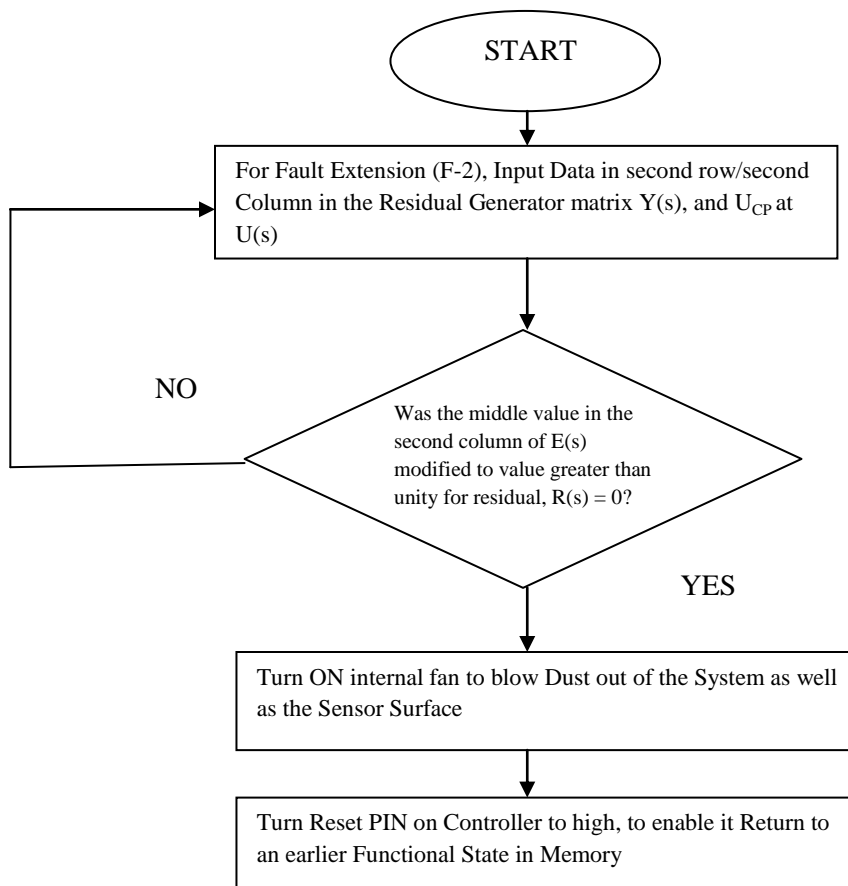 START
For Fault Extension (F-2), Input Data in second row/second
Column in the Residual Generator matrix Y(s), and U_CP at
U(s)
NO
Was the middle value in the
second column of E(s)
modified to value greater than
unity for residual, R(s) = 0?
YES
Turn ON internal fan to blow Dust out of the System as well
as the Sensor Surface
Turn Reset PIN on Controller to high, to enable it Return to
an earlier Functional State in Memory